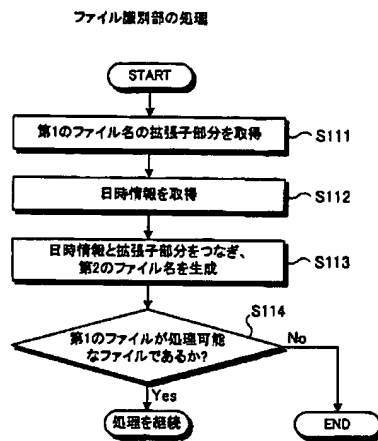 ファイル識別部の処理
START
第1のファイル名の拡張子部分を取得
S111
日時情報を取得
S112
日時情報と拡張子部分をつなぎ、
第2のファイル名を生成
S113
S114
第1のファイルが処理可能
なファイルであるか?
No
Yes
処理を継続
END